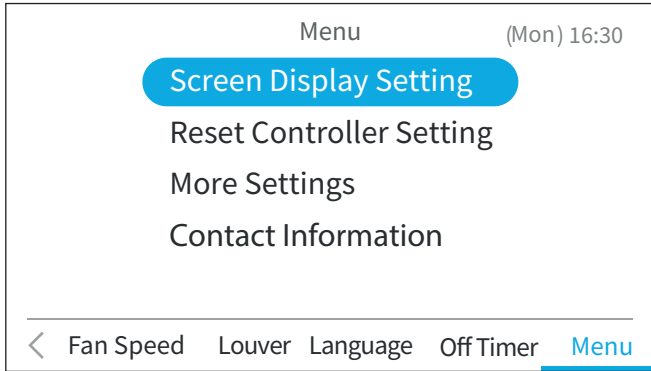 Menu (Mon) 16:30
Screen Display Setting
Reset Controller Setting
More Settings
Contact Information
Fan Speed Louver Language Off Timer Menu